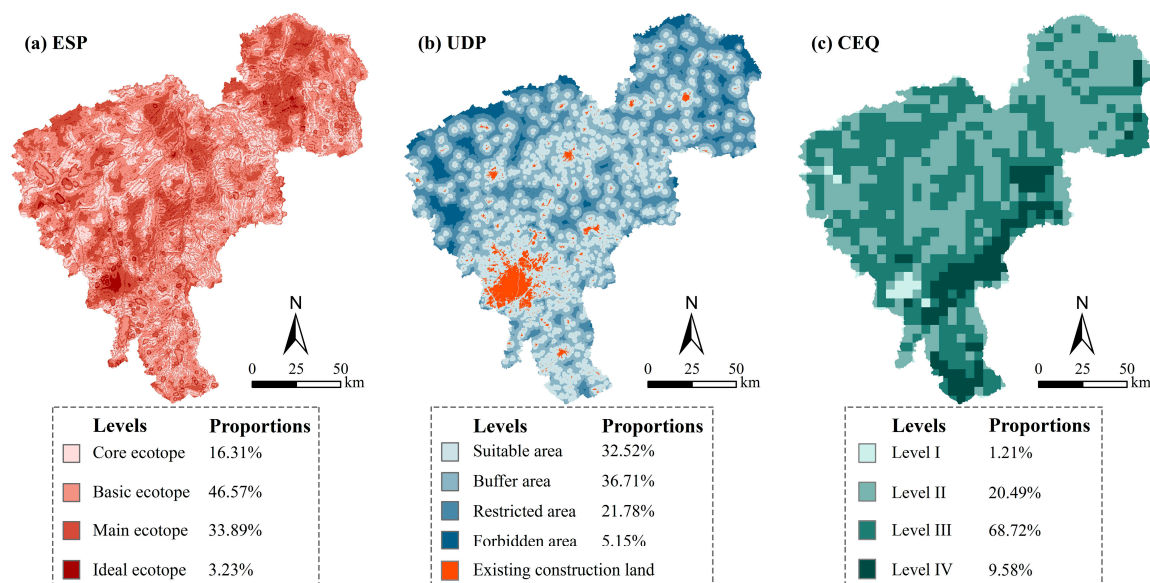 (a) ESP
(b) UDP
(c) CEQ
N
N
N
0 25 50 km
0 25 50 km
0 25 50 km
Levels Proportions
Core ecotope 16.31%
Basic ecotope 46.57%
Main ecotope 33.89%
Ideal ecotope 3.23%
Levels Proportions
Suitable area 32.52%
Buffer area 36.71%
Restricted area 21.78%
Forbidden area 5.15%
Existing construction land
Levels Proportions
Level I 1.21%
Level II 20.49%
Level III 68.72%
Level IV 9.58%